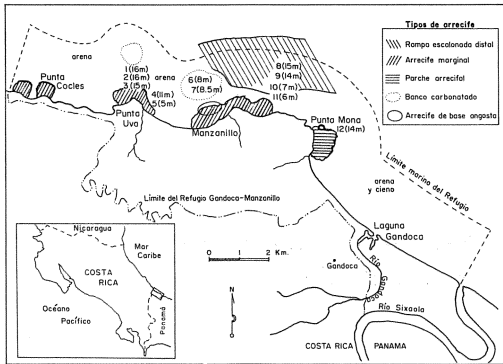 Tipos de arrecife
Rampa escalonada distal
Arrecife marginal
Parche arrecifal
Banco carbonatado
Arrecife de base angosta
arena
Punta
Cocles
1(16m)
2(16m)
3(15m)
arena
4(11m)
5(5m)
6(8m)
7(8.5m)
8(15m)
9(14m)
10(7m)
11(6m)
Punta
Uva
Manzanillo
Punta Mona
12(14m)
Límite marino del Refugio
arena
y cieno
Límite del Refugio Gandoca-Manzanillo
Laguna
Gandoca
0 1 2 Km.
Gandoca
Río
Gandoca
Río Sixaola
N
COSTA RICA
PANAMA
Nicaragua
Mar
Caribe
COSTA
RICA
Océano
Pacífico
Panamá